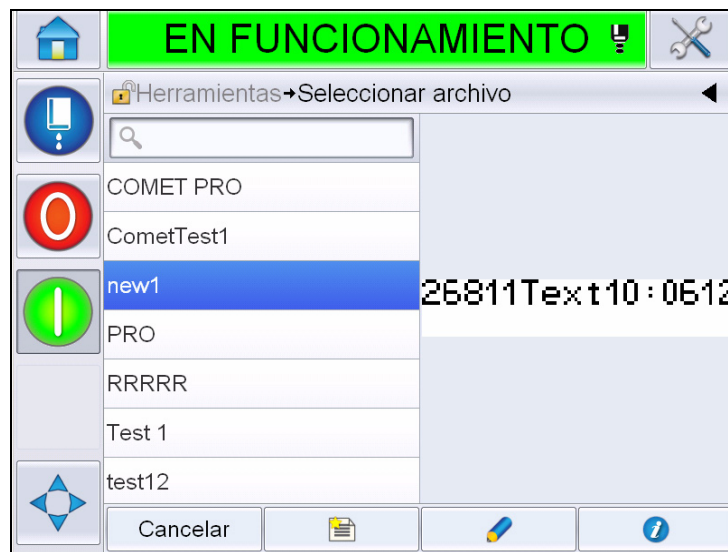 EN FUNCIONAMIENTO
Herramientas→Seleccionar archivo
COMET PRO
CometTest1
new1
26811Text10:0612
PRO
RRRRR
Test 1
test12
Cancelar